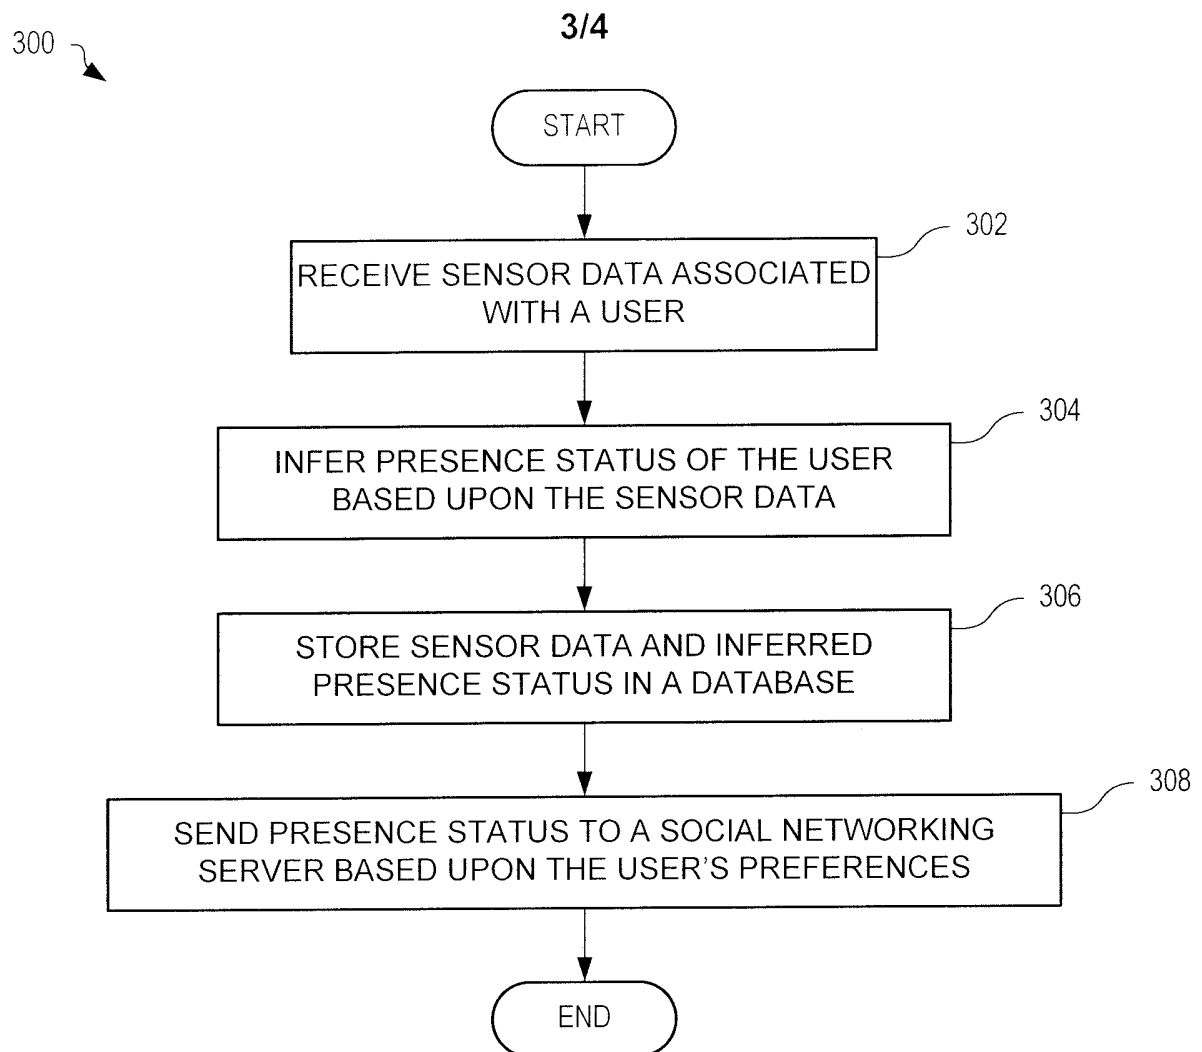 3/4
300
START
302
RECEIVE SENSOR DATA ASSOCIATED
WITH A USER
304
INFER PRESENCE STATUS OF THE USER
BASED UPON THE SENSOR DATA
306
STORE SENSOR DATA AND INFERRED
PRESENCE STATUS IN A DATABASE
308
SEND PRESENCE STATUS TO A SOCIAL NETWORKING
SERVER BASED UPON THE USER'S PREFERENCES
END